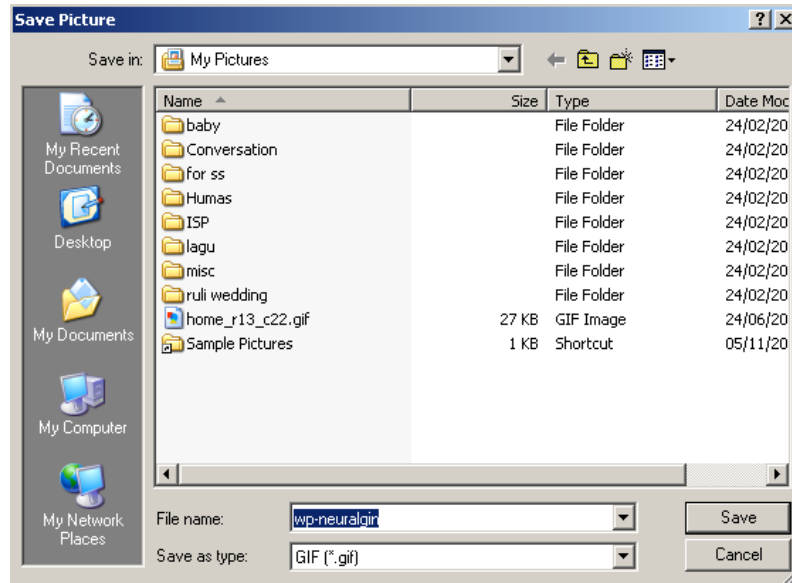 Save Picture
Save in: My Pictures
Name Size Type Date Moc
baby File Folder 24/02/20
Conversation File Folder 24/02/20
for ss File Folder 24/02/20
Humas File Folder 24/02/20
ISP File Folder 24/02/20
lagu File Folder 24/02/20
misc File Folder 24/02/20
ruli wedding File Folder 24/02/20
home_r13_c22.gif 27 KB GIF Image 24/06/20
Sample Pictures 1 KB Shortcut 05/11/20
My Recent
Documents
Desktop
My Documents
My Computer
My Network
Places
File name: wp-neuralgin Save
Save as type: GIF (*.gif) Cancel